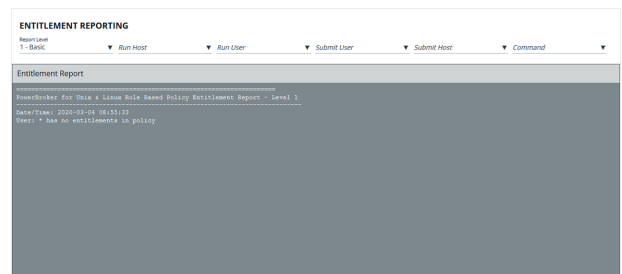 ENTITLEMENT REPORTING
Report Level
1 - Basic ▼ Run Host ▼ Run User ▼ Submit User ▼ Submit Host ▼ Command ▼
Entitlement Report
==========================================================================
PowerBroker for Unix & Linux Role Based Policy Entitlement Report - Level 1
--------------------------------------------------------------------------------
Date/Time: 2020-03-04 08:55:33
User: * has no entitlements in policy